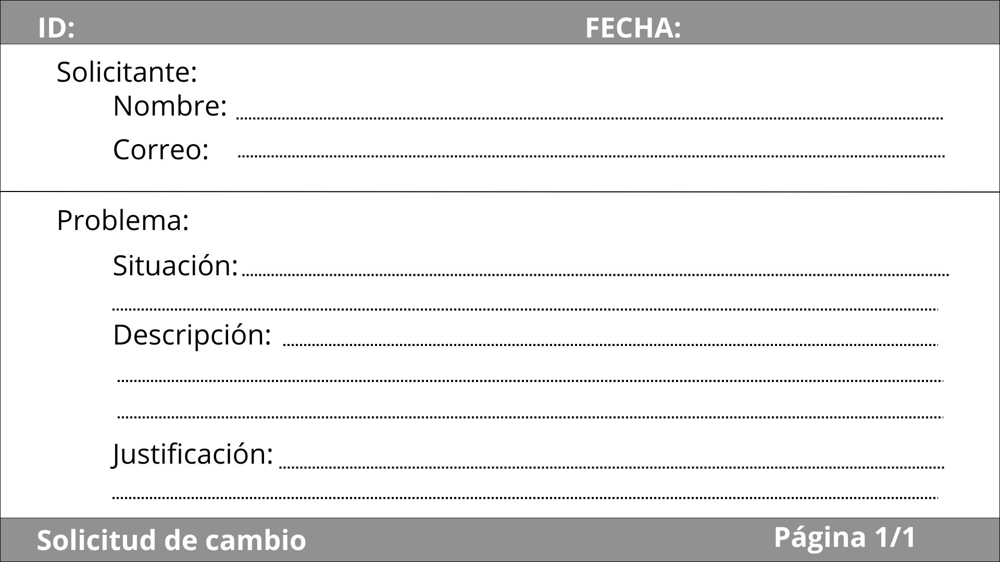 ID: FECHA:
Solicitante:
Nombre:
Correo:
Problema:
Situación:
Descripción:
Justificación:
Solicitud de cambio Página 1/1